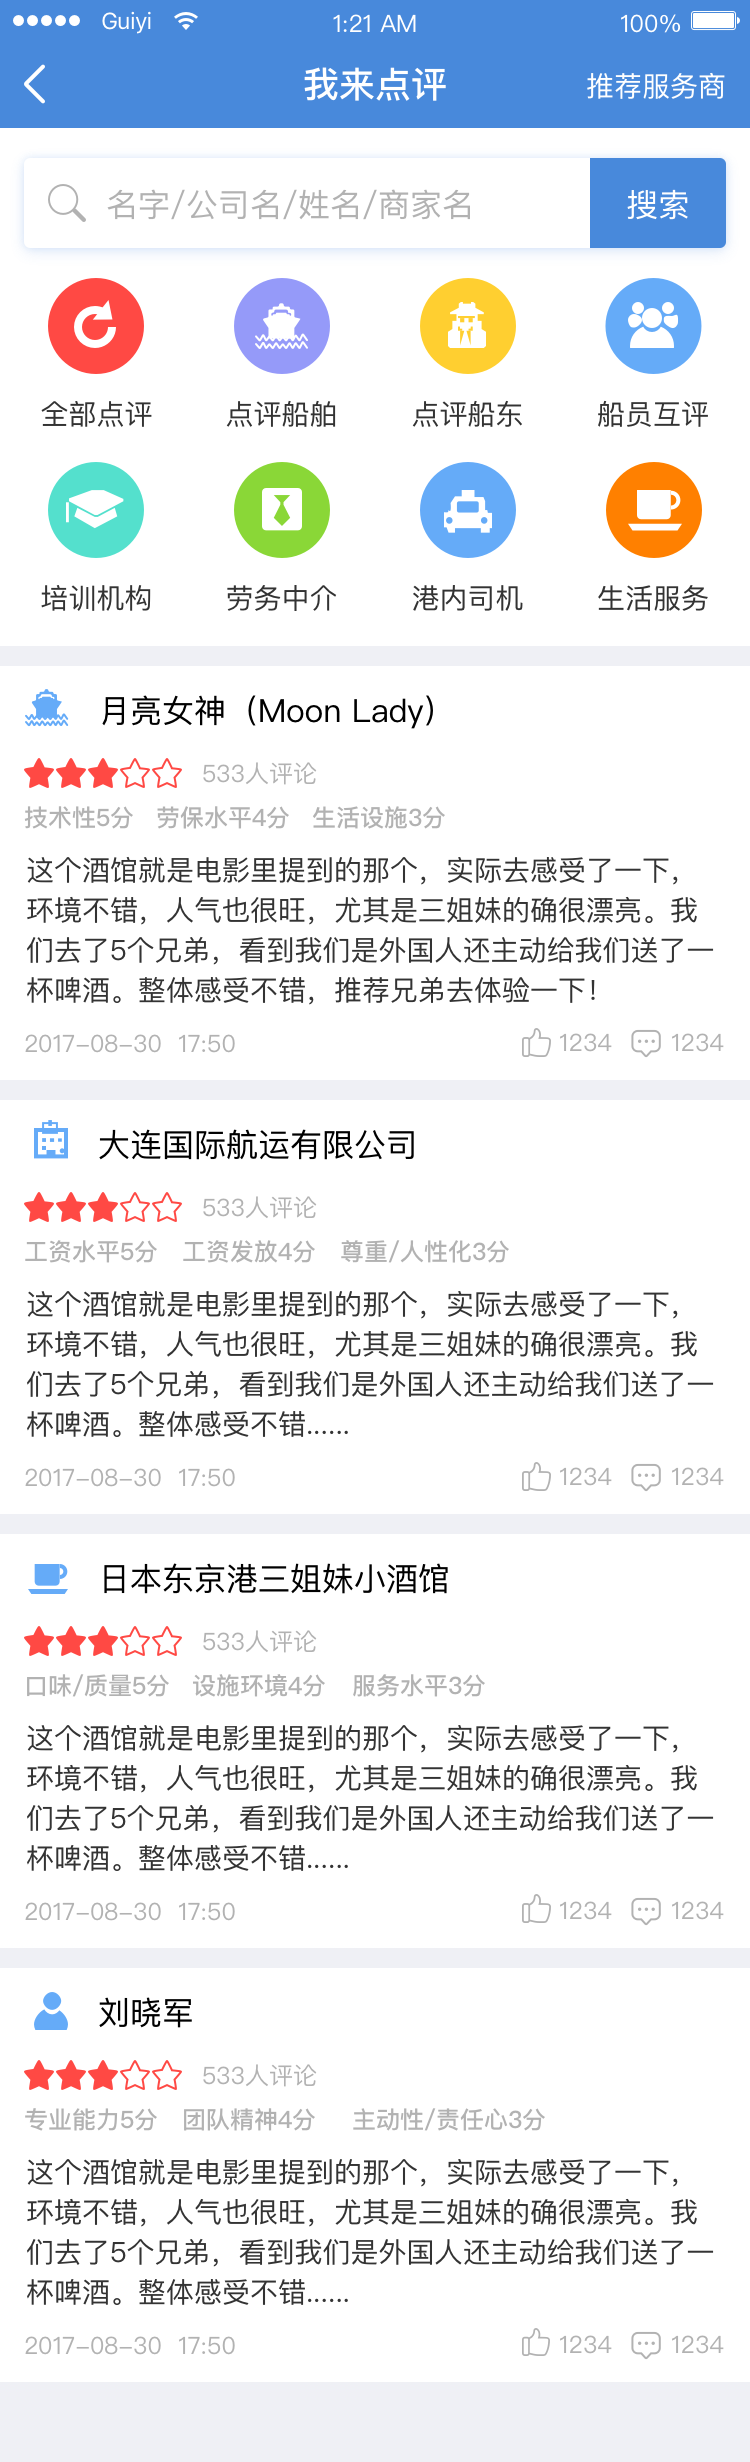 Guiyi 1:21 AM 100%
我来点评 推荐服务商
名字/公司名/姓名/商家名 搜索
全部点评 点评船舶 点评船东 船员互评
培训机构 劳务中介 港内司机 生活服务
月亮女神（Moon Lady）
533人评论
技术性5分 劳保水平4分 生活设施3分
这个酒馆就是电影里提到的那个，实际去感受了一下，
环境不错，人气也很旺，尤其是三姐妹的确很漂亮。我
们去了5个兄弟，看到我们是外国人还主动给我们送了一
杯啤酒。整体感受不错，推荐兄弟去体验一下！
2017-08-30 17:50 1234 1234
大连国际航运有限公司
533人评论
工资水平5分 工资发放4分 尊重/人性化3分
这个酒馆就是电影里提到的那个，实际去感受了一下，
环境不错，人气也很旺，尤其是三姐妹的确很漂亮。我
们去了5个兄弟，看到我们是外国人还主动给我们送了一
杯啤酒。整体感受不错......
2017-08-30 17:50 1234 1234
日本东京港三姐妹小酒馆
533人评论
口味/质量5分 设施环境4分 服务水平3分
这个酒馆就是电影里提到的那个，实际去感受了一下，
环境不错，人气也很旺，尤其是三姐妹的确很漂亮。我
们去了5个兄弟，看到我们是外国人还主动给我们送了一
杯啤酒。整体感受不错......
2017-08-30 17:50 1234 1234
刘晓军
533人评论
专业能力5分 团队精神4分 主动性/责任心3分
这个酒馆就是电影里提到的那个，实际去感受了一下，
环境不错，人气也很旺，尤其是三姐妹的确很漂亮。我
们去了5个兄弟，看到我们是外国人还主动给我们送了一
杯啤酒。整体感受不错......
2017-08-30 17:50 1234 1234